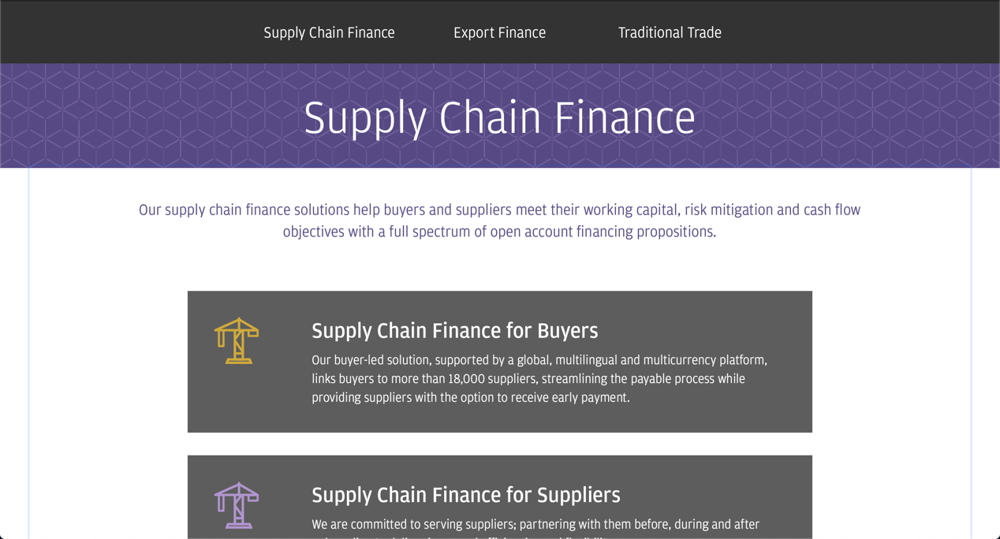 Supply Chain Finance
Export Finance
Traditional Trade
Supply Chain Finance
Our supply chain finance solutions help buyers and suppliers meet their working capital, risk mitigation and cash flow
objectives with a full spectrum of open account financing propositions.
Supply Chain Finance for Buyers
Our buyer-led solution, supported by a global, multilingual and multicurrency platform,
links buyers to more than 18,000 suppliers, streamlining the payable process while
providing suppliers with the option to receive early payment.
Supply Chain Finance for Suppliers
We are committed to serving suppliers; partnering with them before, during and after